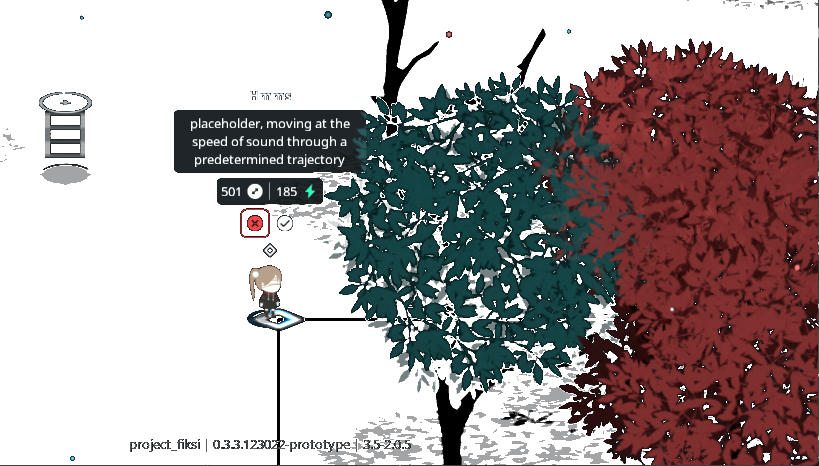 placeholder, moving at the
speed of sound through a
predetermined trajectory
501 185
project_fiksi | 0.3.3.123022-prototype | 3.5-2.0.5